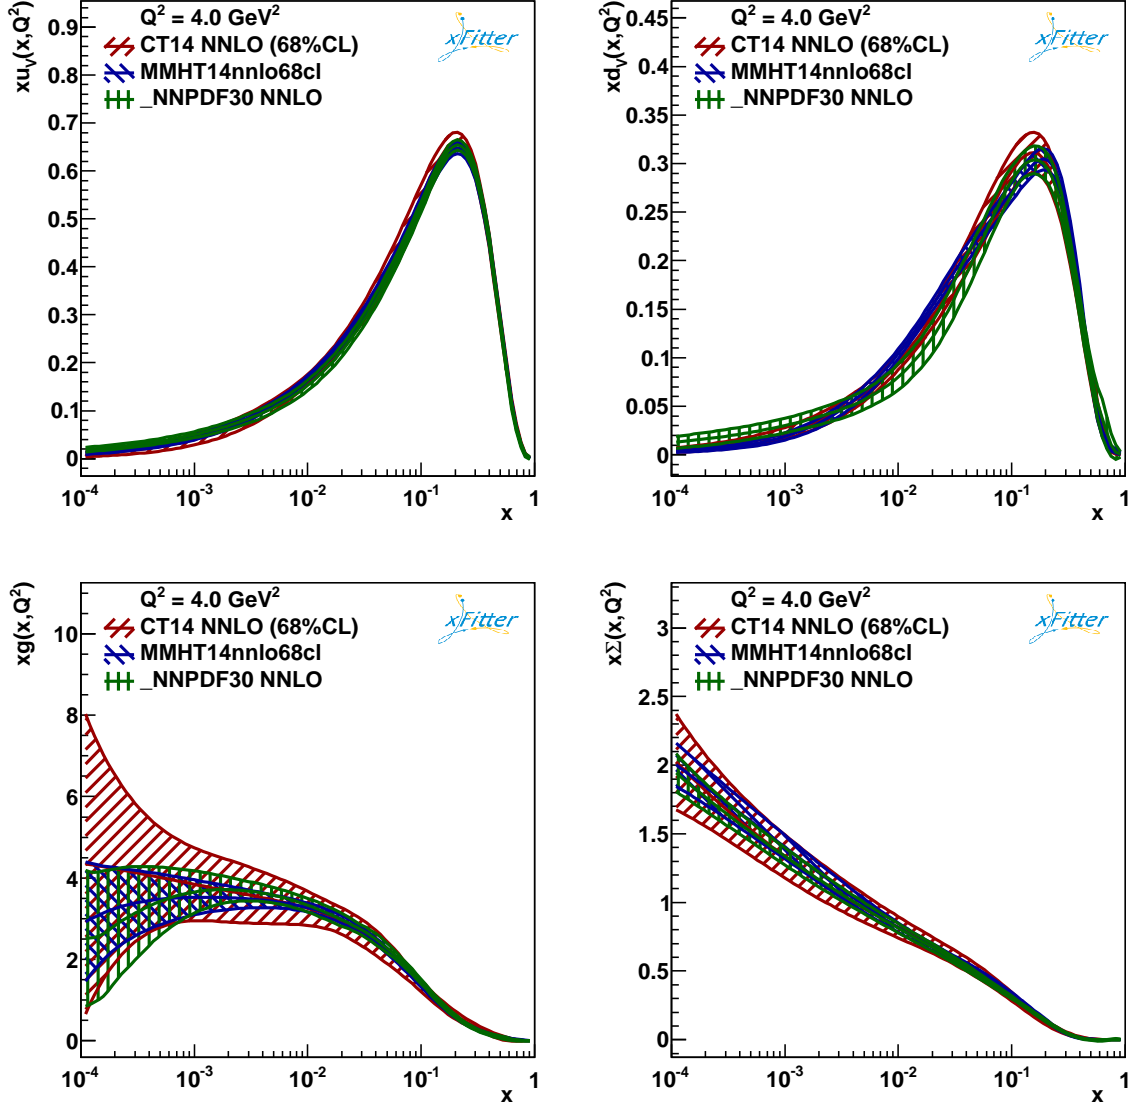 xu_V(x,Q²)
Q² = 4.0 GeV²
CT14 NNLO (68%CL)
MMHT14nnlo68cl
_NNPDF30 NNLO
xFitter
0.9
0.8
0.7
0.6
0.5
0.4
0.3
0.2
0.1
0
10⁻⁴ 10⁻³ 10⁻² 10⁻¹ 1
x
xd_V(x,Q²)
Q² = 4.0 GeV²
CT14 NNLO (68%CL)
MMHT14nnlo68cl
_NNPDF30 NNLO
xFitter
0.45
0.4
0.35
0.3
0.25
0.2
0.15
0.1
0.05
0
10⁻⁴ 10⁻³ 10⁻² 10⁻¹ 1
x
xg(x,Q²)
Q² = 4.0 GeV²
CT14 NNLO (68%CL)
MMHT14nnlo68cl
_NNPDF30 NNLO
xFitter
10
8
6
4
2
0
10⁻⁴ 10⁻³ 10⁻² 10⁻¹ 1
x
xΣ(x,Q²)
Q² = 4.0 GeV²
CT14 NNLO (68%CL)
MMHT14nnlo68cl
_NNPDF30 NNLO
xFitter
3
2.5
2
1.5
1
0.5
0
10⁻⁴ 10⁻³ 10⁻² 10⁻¹ 1
x